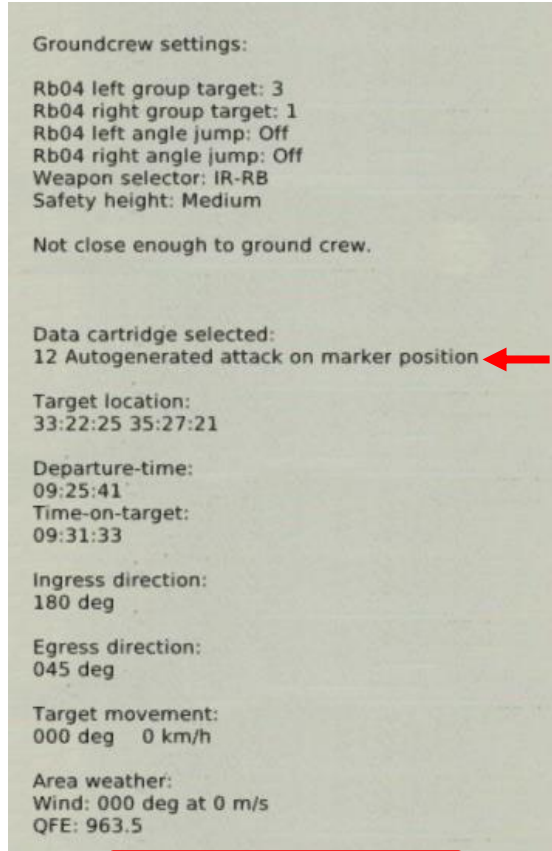 Groundcrew settings:
Rb04 left group target: 3
Rb04 right group target: 1
Rb04 left angle jump: Off
Rb04 right angle jump: Off
Weapon selector: IR-RB
Safety height: Medium
Not close enough to ground crew.
Data cartridge selected:
12 Autogenerated attack on marker position
Target location:
33:22:25 35:27:21
Departure-time:
09:25:41
Time-on-target:
09:31:33
Ingress direction:
180 deg
Egress direction:
045 deg
Target movement:
000 deg 0 km/h
Area weather:
Wind: 000 deg at 0 m/s
QFE: 963.5